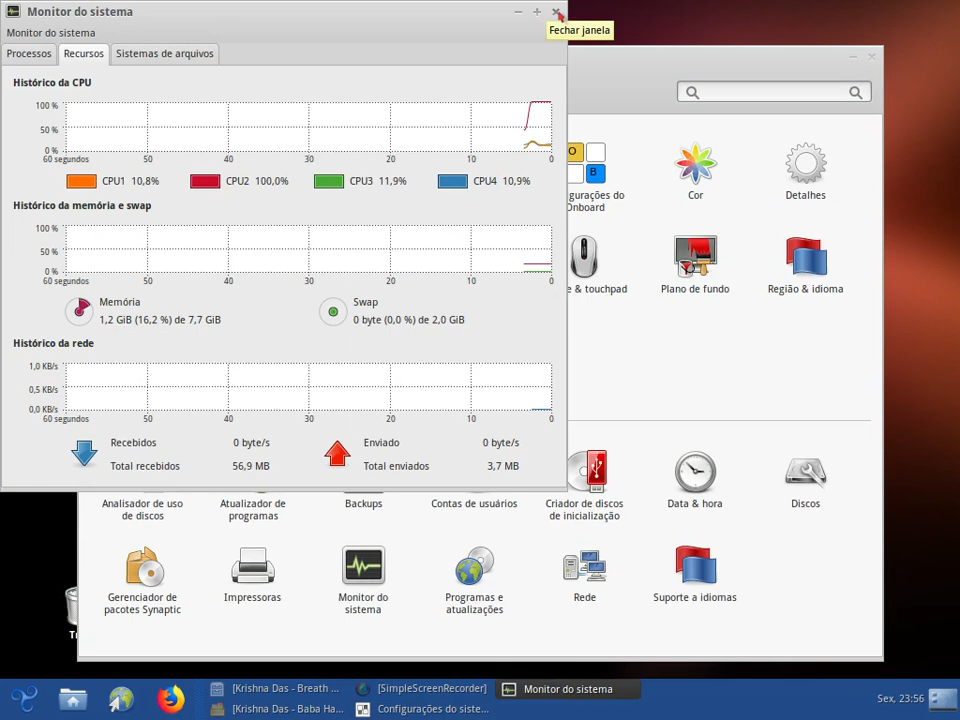 Monitor do sistema
Fechar janela
Monitor do sistema
Processos
Recursos
Sistemas de arquivos
Histórico da CPU
100 %
50 %
0 %
60 segundos 50 40 30 20 10 0
CPU1 10,8%
CPU2 100,0%
CPU3 11,9%
CPU4 10,9%
Histórico da memória e swap
100 %
50 %
0 %
60 segundos 50 40 30 20 10 0
Memória
1,2 GiB (16,2 %) de 7,7 GiB
Swap
0 byte (0,0 %) de 2,0 GiB
Histórico da rede
1,0 KB/s
0,5 KB/s
0,0 KB/s
60 segundos 50 40 30 20 10 0
Recebidos 0 byte/s
Total recebidos 56,9 MB
Enviado 0 byte/s
Total enviados 3,7 MB
O
B
gurações do
Onboard
Cor
Detalhes
e & touchpad
Plano de fundo
Região & idioma
Analisador de uso
de discos
Atualizador de
programas
Backups
Contas de usuários
Criador de discos
de inicialização
Data & hora
Discos
Gerenciador de
pacotes Synaptic
Impressoras
Monitor do
sistema
Programas e
atualizações
Rede
Suporte a idiomas
[Krishna Das - Breath ...
[SimpleScreenRecorder]
Monitor do sistema
[Krishna Das - Baba Ha...
Configurações do siste...
Sex, 23:56